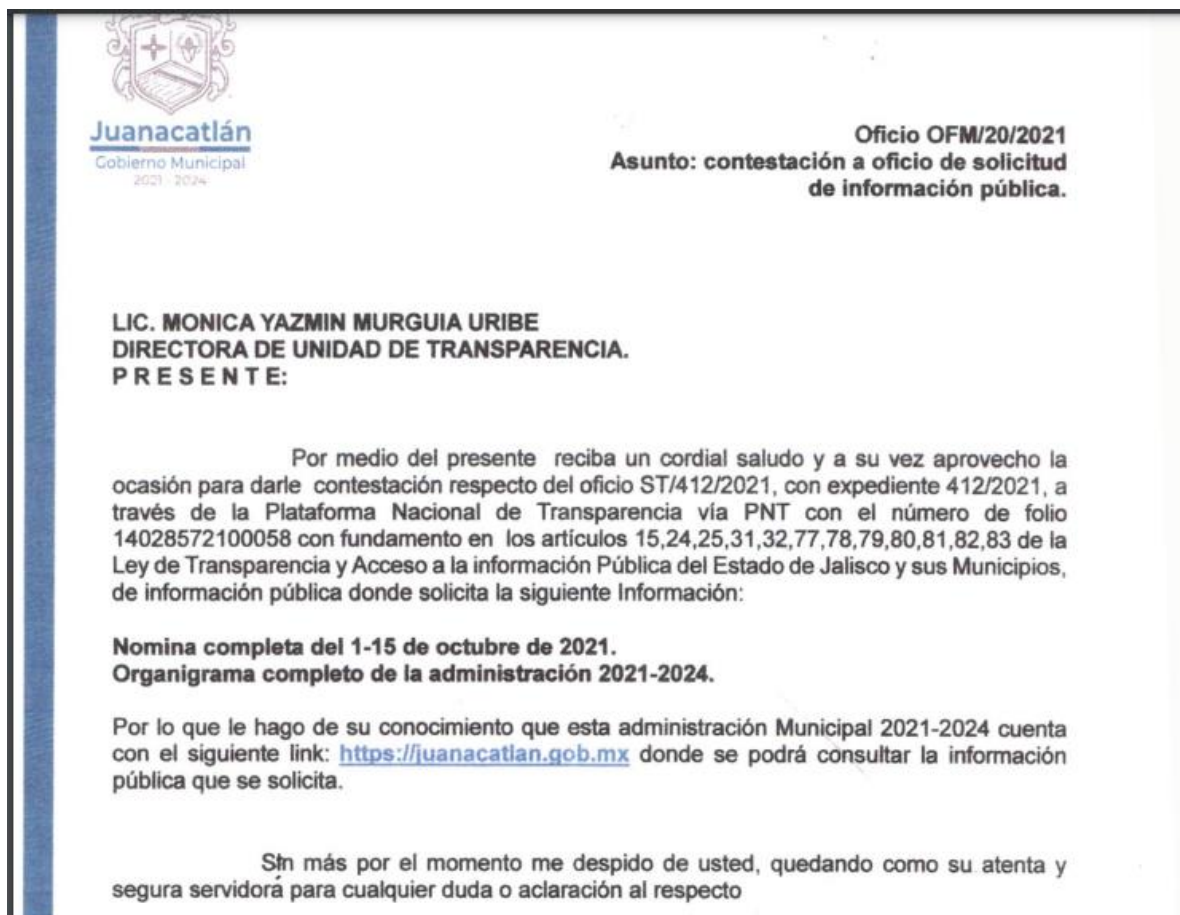 Juanacatlán
Gobierno Municipal
2021 - 2024
Oficio OFM/20/2021
Asunto: contestación a oficio de solicitud
de información pública.
LIC. MONICA YAZMIN MURGUIA URIBE
DIRECTORA DE UNIDAD DE TRANSPARENCIA.
P R E S E N T E:
Por medio del presente reciba un cordial saludo y a su vez aprovecho la
ocasión para darle contestación respecto del oficio ST/412/2021, con expediente 412/2021, a
través de la Plataforma Nacional de Transparencia vía PNT con el número de folio
14028572100058 con fundamento en los artículos 15,24,25,31,32,77,78,79,80,81,82,83 de la
Ley de Transparencia y Acceso a la información Pública del Estado de Jalisco y sus Municipios,
de información pública donde solicita la siguiente Información:
Nomina completa del 1-15 de octubre de 2021.
Organigrama completo de la administración 2021-2024.
Por lo que le hago de su conocimiento que esta administración Municipal 2021-2024 cuenta
con el siguiente link: https://juanacatlan.gob.mx donde se podrá consultar la información
pública que se solicita.
Sin más por el momento me despido de usted, quedando como su atenta y
segura servidora para cualquier duda o aclaración al respecto